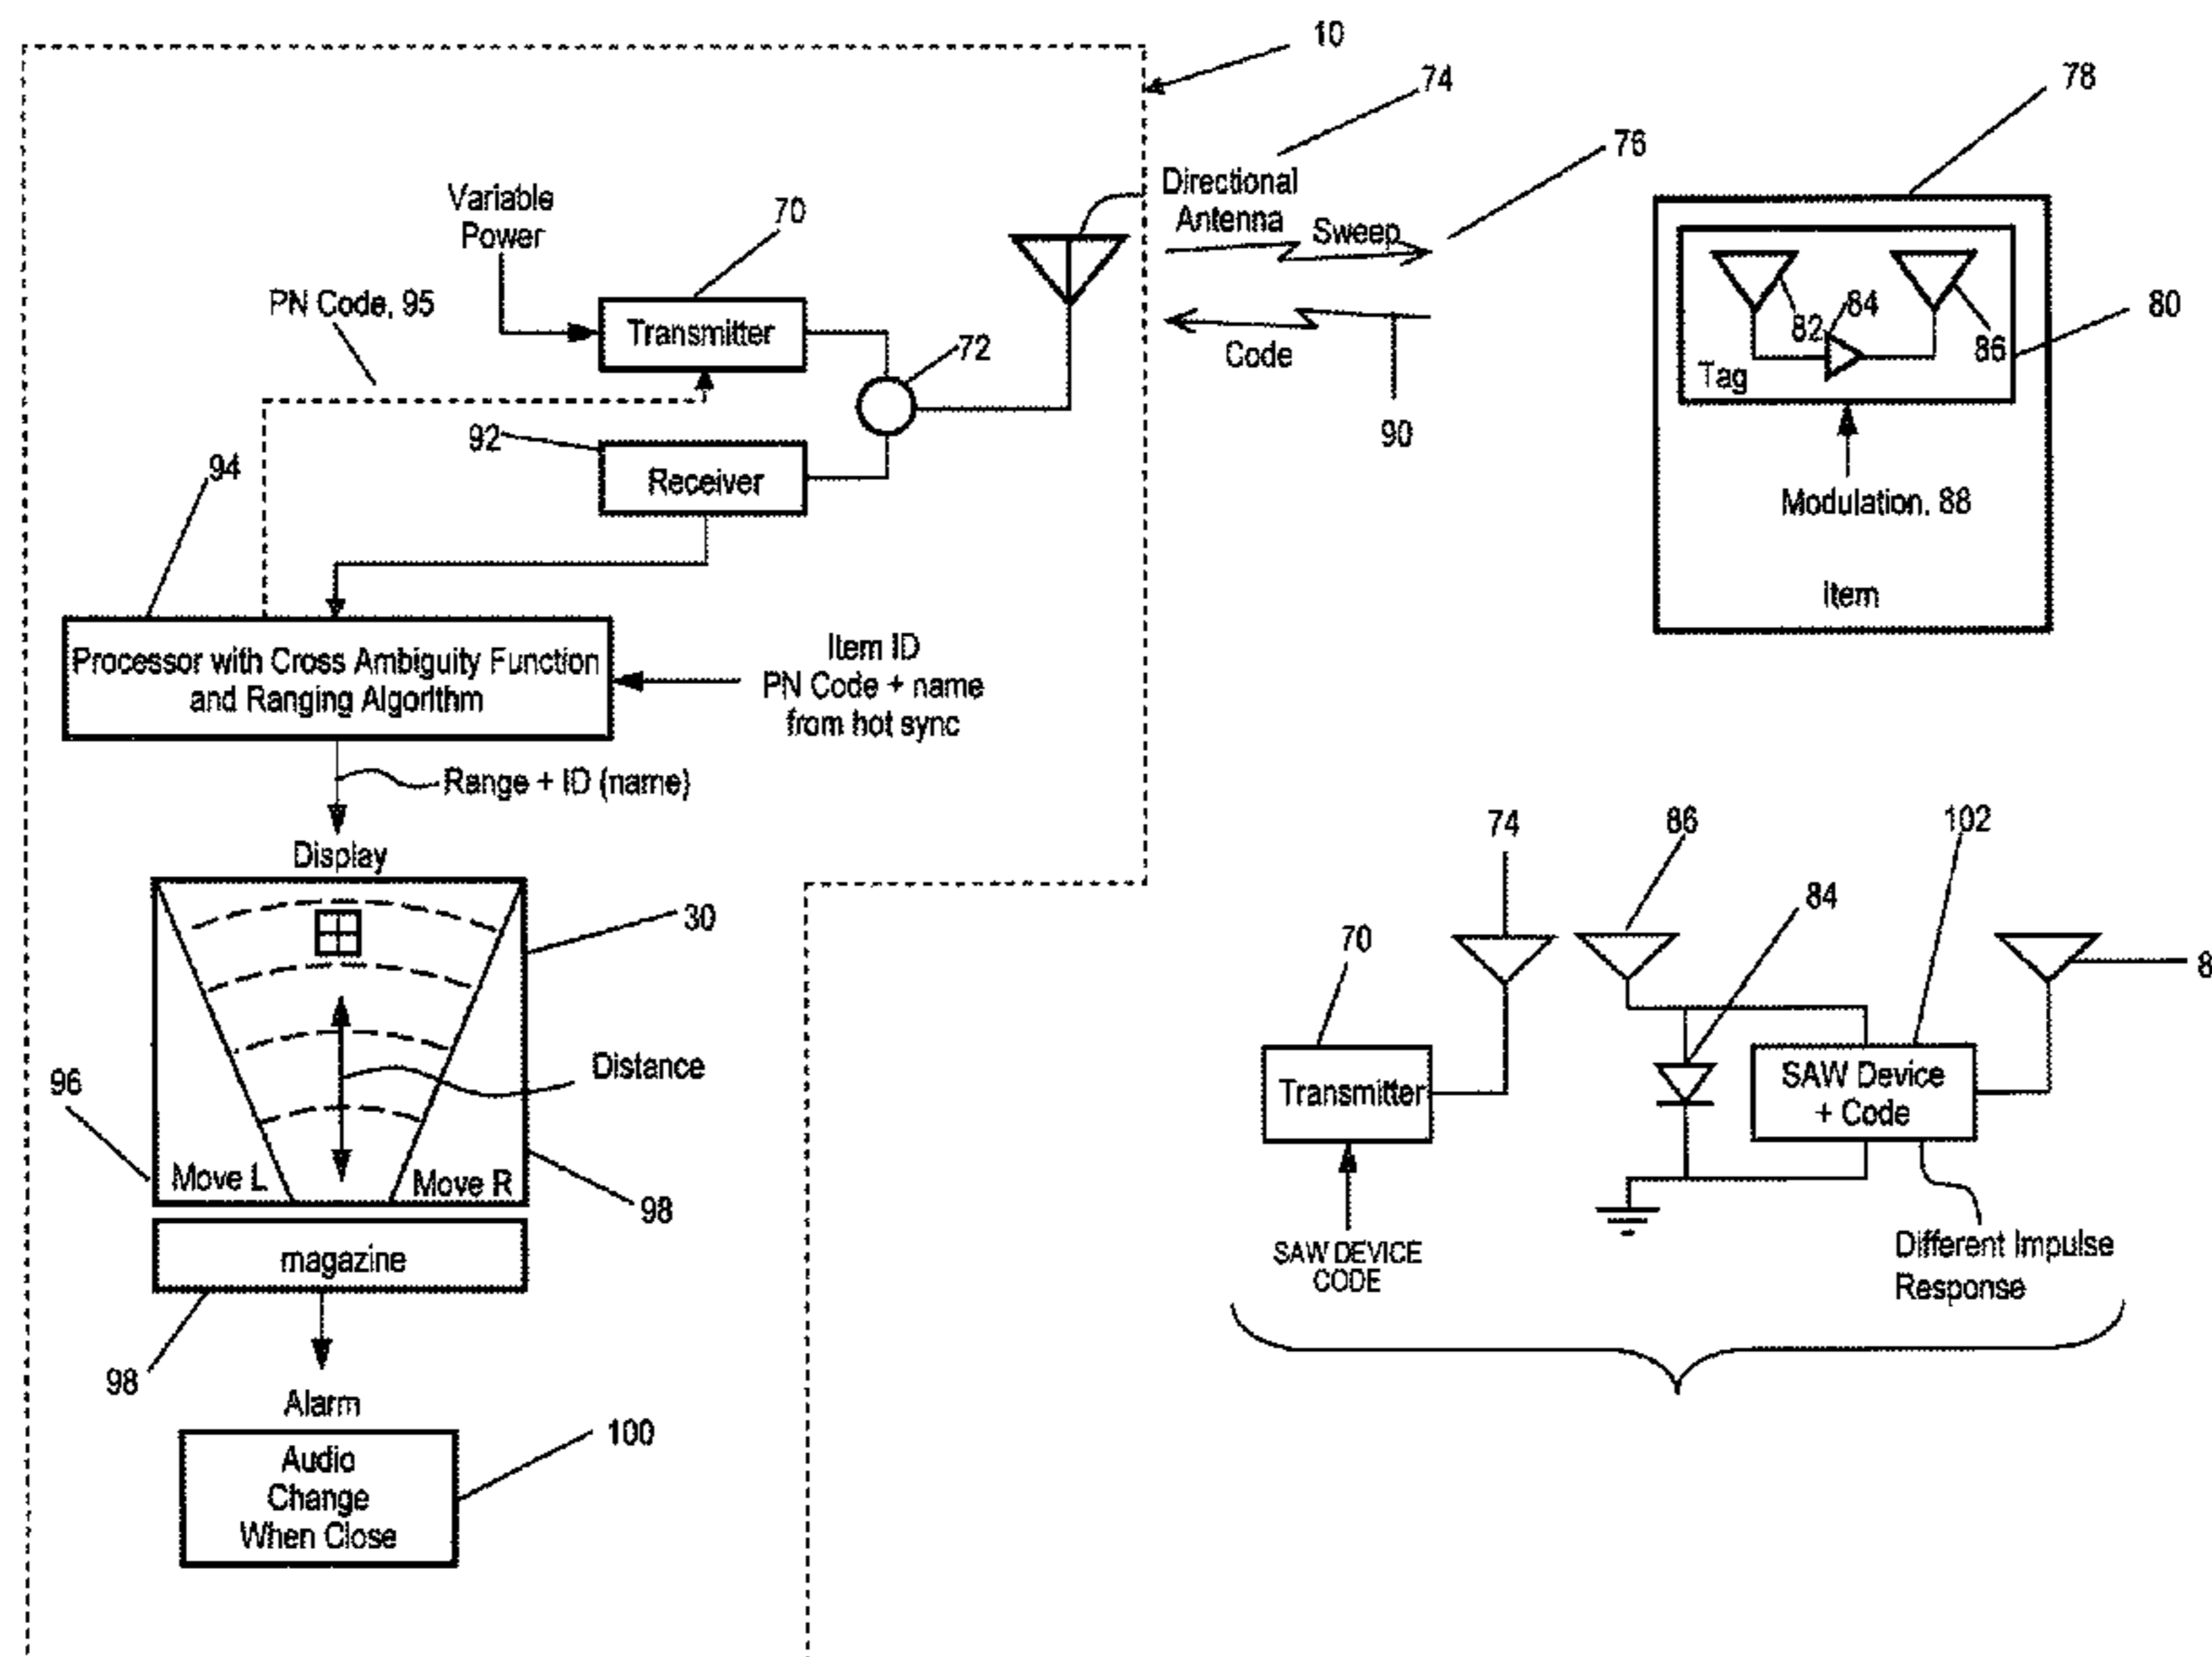 10
74
78
76
Directional
Antenna
Variable
Power
70
Sweep
PN Code, 95
Transmitter
82
84
86
80
72
Code
Tag
92
90
94
Receiver
Modulation, 88
Item
Processor with Cross Ambiguity Function
and Ranging Algorithm
Item ID
PN Code + name
from hot sync
Range + ID (name)
Display
74
86
102
30
70
84
8
Distance
Transmitter
SAW Device
+ Code
96
Move L
Move R
98
magazine
SAW DEVICE
CODE
Different Impulse
Response
98
Alarm
100
Audio
Change
When Close